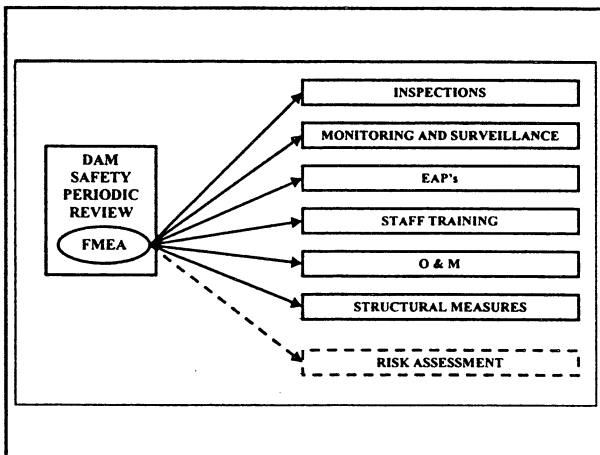 DAM
SAFETY
PERIODIC
REVIEW
FMEA
INSPECTIONS
MONITORING AND SURVEILLANCE
EAP's
STAFF TRAINING
O & M
STRUCTURAL MEASURES
RISK ASSESSMENT